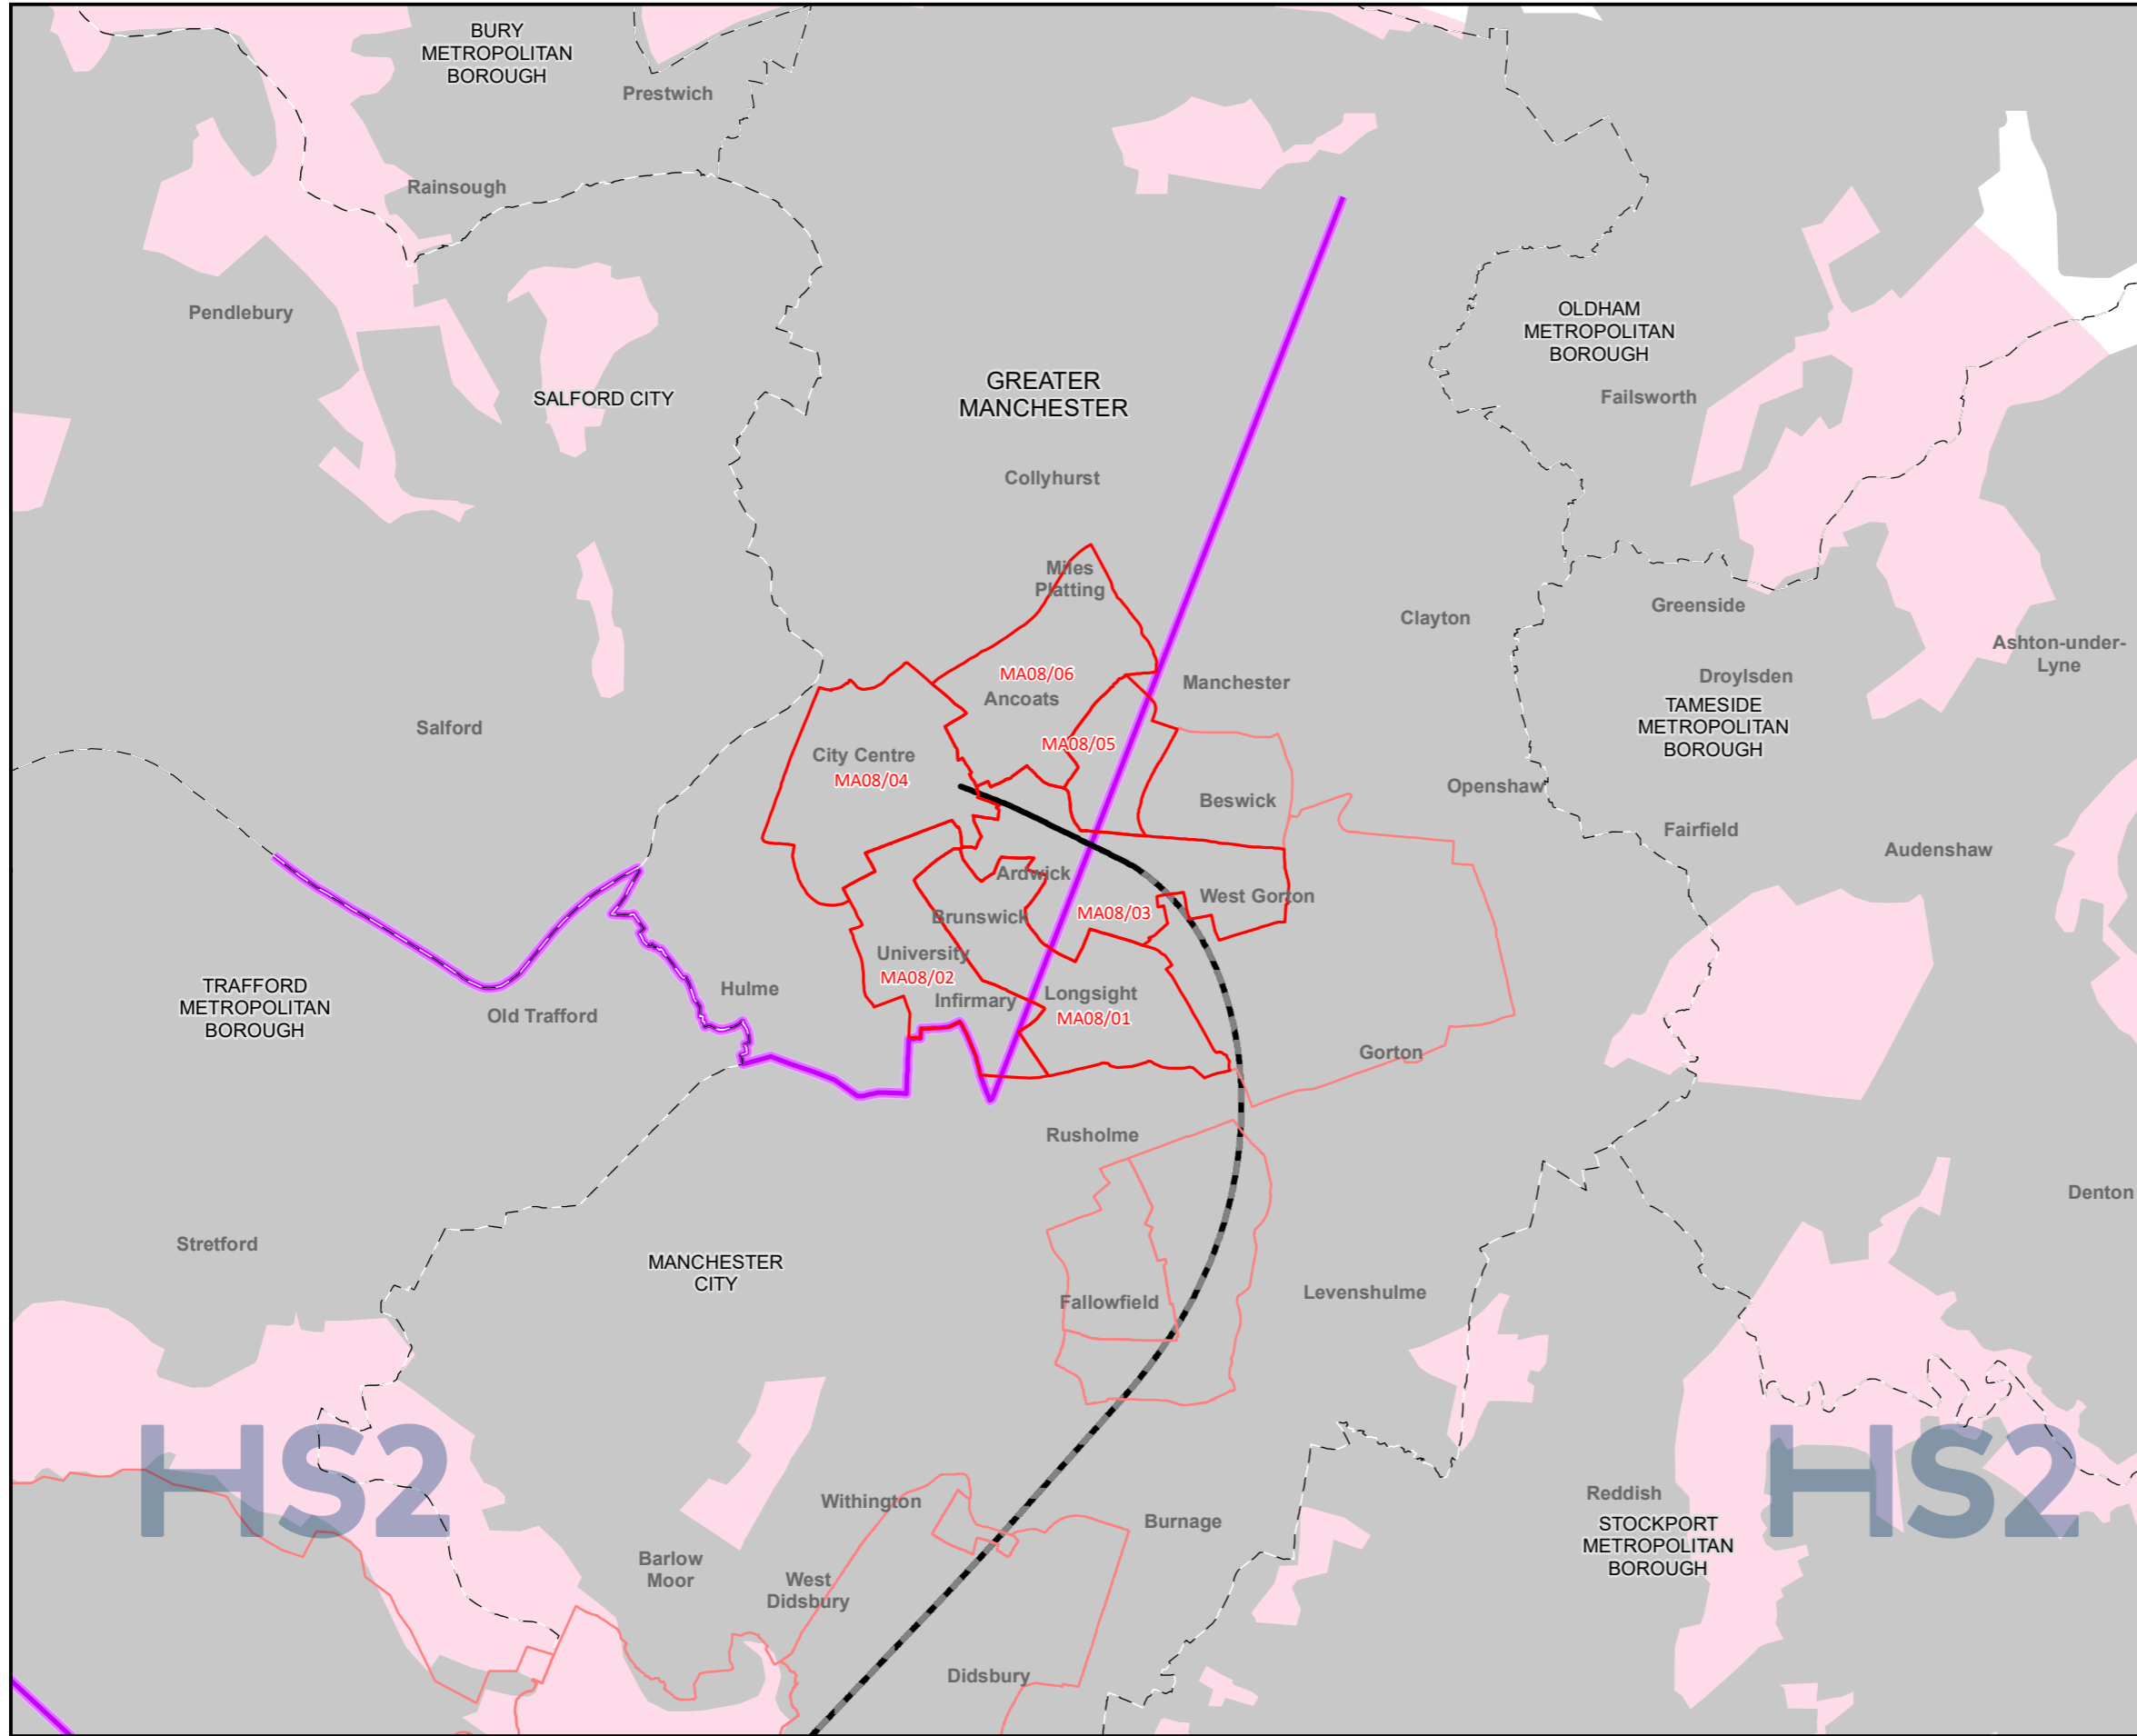 BURY
METROPOLITAN
BOROUGH
Prestwich
Rainsough
Pendlebury
OLDHAM
METROPOLITAN
BOROUGH
SALFORD CITY
GREATER
MANCHESTER
Failsworth
Collyhurst
Miles
Platting
Greenside
Clayton
Ashton-under-
Lyne
MA08/06
Ancoats
Manchester
Droylsden
TAMESIDE
METROPOLITAN
BOROUGH
Salford
MA08/05
City Centre
MA08/04
Openshaw
Beswick
Fairfield
Audenshaw
Ardwick
West Gorton
Brunswick
MA08/03
University
MA08/02
Hulme
Infirmary
Longsight
MA08/01
TRAFFORD
METROPOLITAN
BOROUGH
Old Trafford
Gorton
Rusholme
Denton
Stretford
MANCHESTER
CITY
Fallowfield
Levenshulme
HS2
HS2
Withington
Burnage
Reddish
STOCKPORT
METROPOLITAN
BOROUGH
Barlow
Moor
West
Didsbury
Didsbury